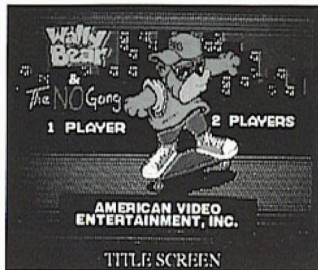 Wally
Bear
&
The NO Gang
1 PLAYER
2 PLAYERS
AMERICAN VIDEO
ENTERTAINMENT, INC.
TITLE SCREEN